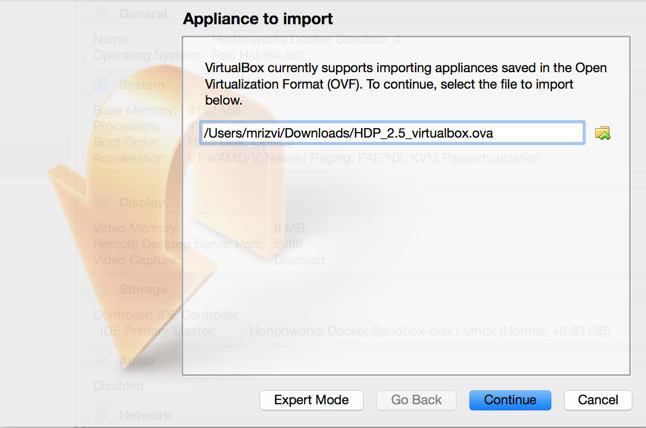 Appliance to import
General
Name: Hortonworks Docker Sandbox_4
Operating System: Red Hat (64-bit)
VirtualBox currently supports importing appliances saved in the Open
Virtualization Format (OVF). To continue, select the file to import
below.
System
Base Memory: 8192 MB
Processors:
/Users/mrizvi/Downloads/HDP_2.5_virtualbox.ova
Boot Order:
Acceleration: VT-x/AMD-V, Nested Paging, PAE/NX, KVM Paravirtualization
Display
Video Memory: 8 MB
Remote Desktop Server Port: 5986
Video Capture: Disabled
Storage
Controller: IDE Controller
IDE Primary Master: Hortonworks Docker Sandbox-disk1.vmdk (Normal, 48.83 GB)
Audio
Disabled
Network
Expert Mode Go Back Continue Cancel